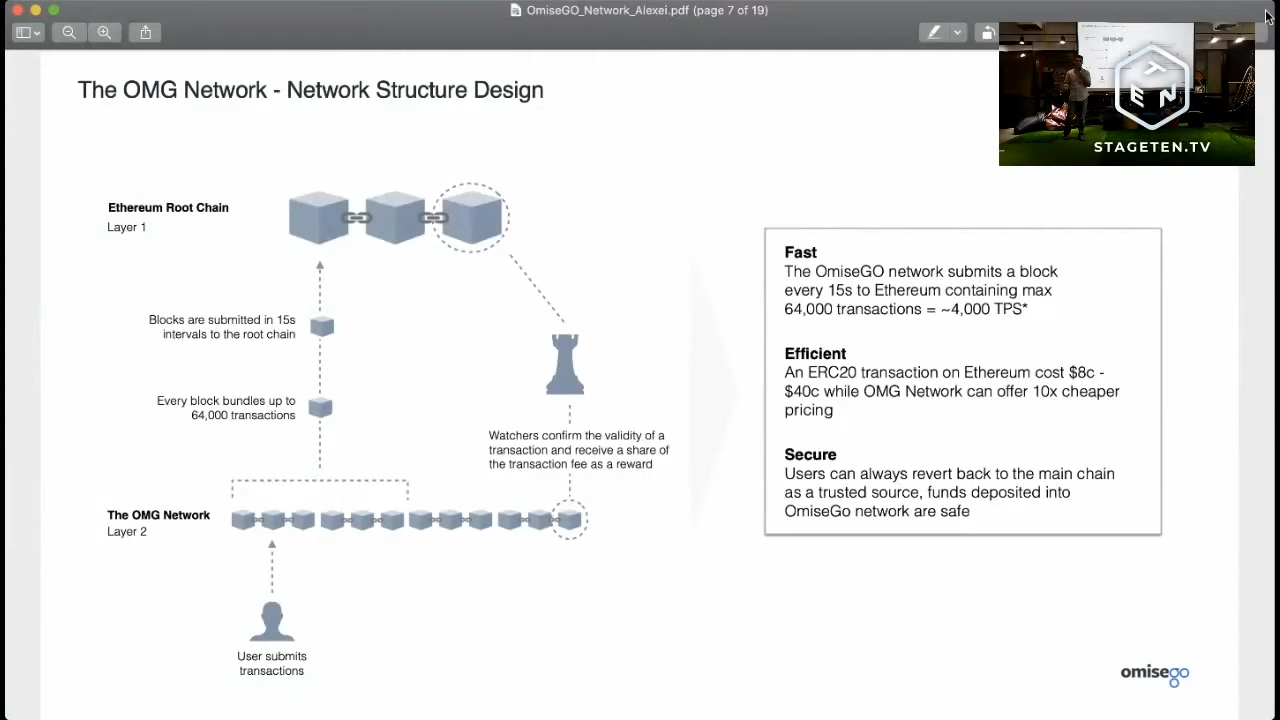 OmiseGO_Network_Alexei.pdf (page 7 of 19)
The OMG Network - Network Structure Design
TEN
STAGETEN.TV
Ethereum Root Chain
Layer 1
Blocks are submitted in 15s
intervals to the root chain
Every block bundles up to
64,000 transactions
Watchers confirm the validity of a
transaction and receive a share of
the transaction fee as a reward
The OMG Network
Layer 2
User submits
transactions
Fast
The OmiseGO network submits a block
every 15s to Ethereum containing max
64,000 transactions = ~4,000 TPS*
Efficient
An ERC20 transaction on Ethereum cost $8c -
$40c while OMG Network can offer 10x cheaper
pricing
Secure
Users can always revert back to the main chain
as a trusted source, funds deposited into
OmiseGo network are safe
omisego